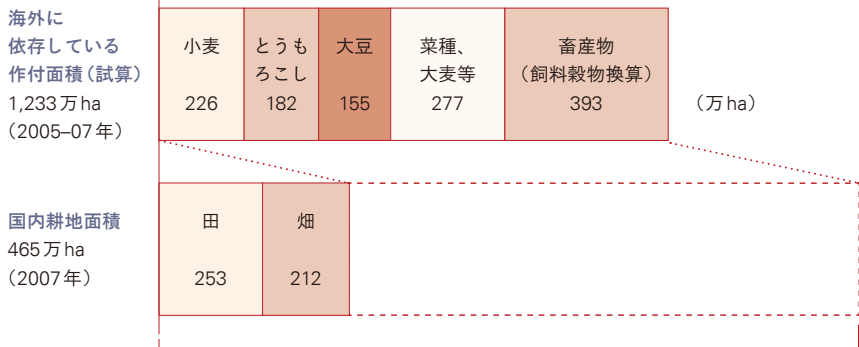 海外に
依存している
作付面積（試算）
1,233万ha
（2005–07年）
小麦
226
とうも
ろこし
182
大豆
155
菜種、
大麦等
277
畜産物
（飼料穀物換算）
393
（万ha）
国内耕地面積
465万ha
（2007年）
田
253
畑
212